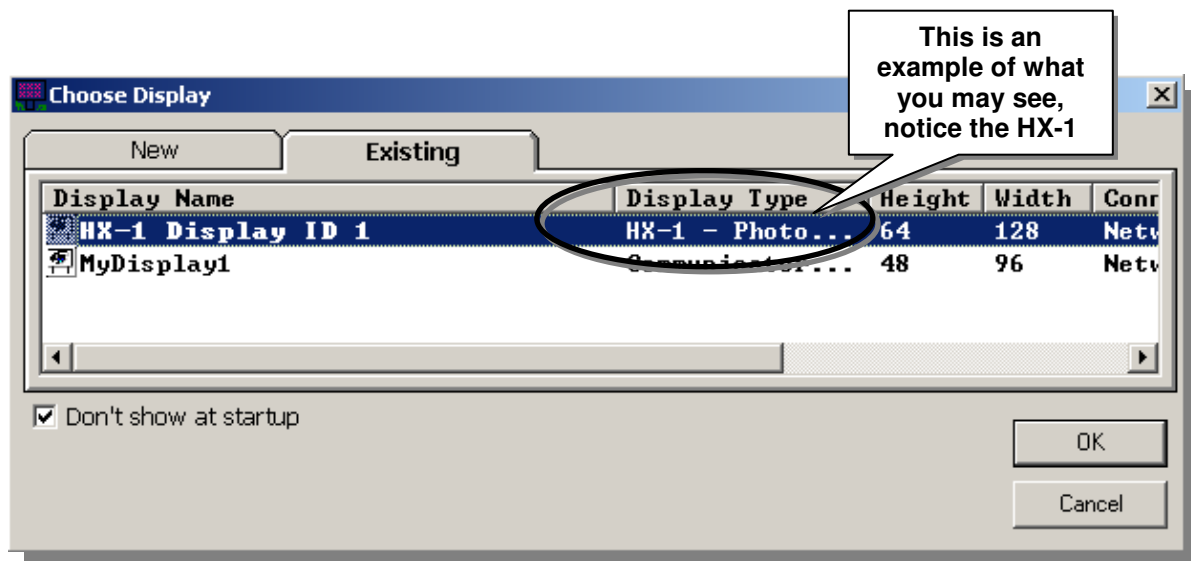 This is an
example of what
you may see,
notice the HX-1
Choose Display
New Existing
Display Name Display Type Height Width
HX-1 Display ID 1 HX-1 - Photo... 64 128
MyDisplay1 Communicator... 48 96
Don't show at startup
OK
Cancel